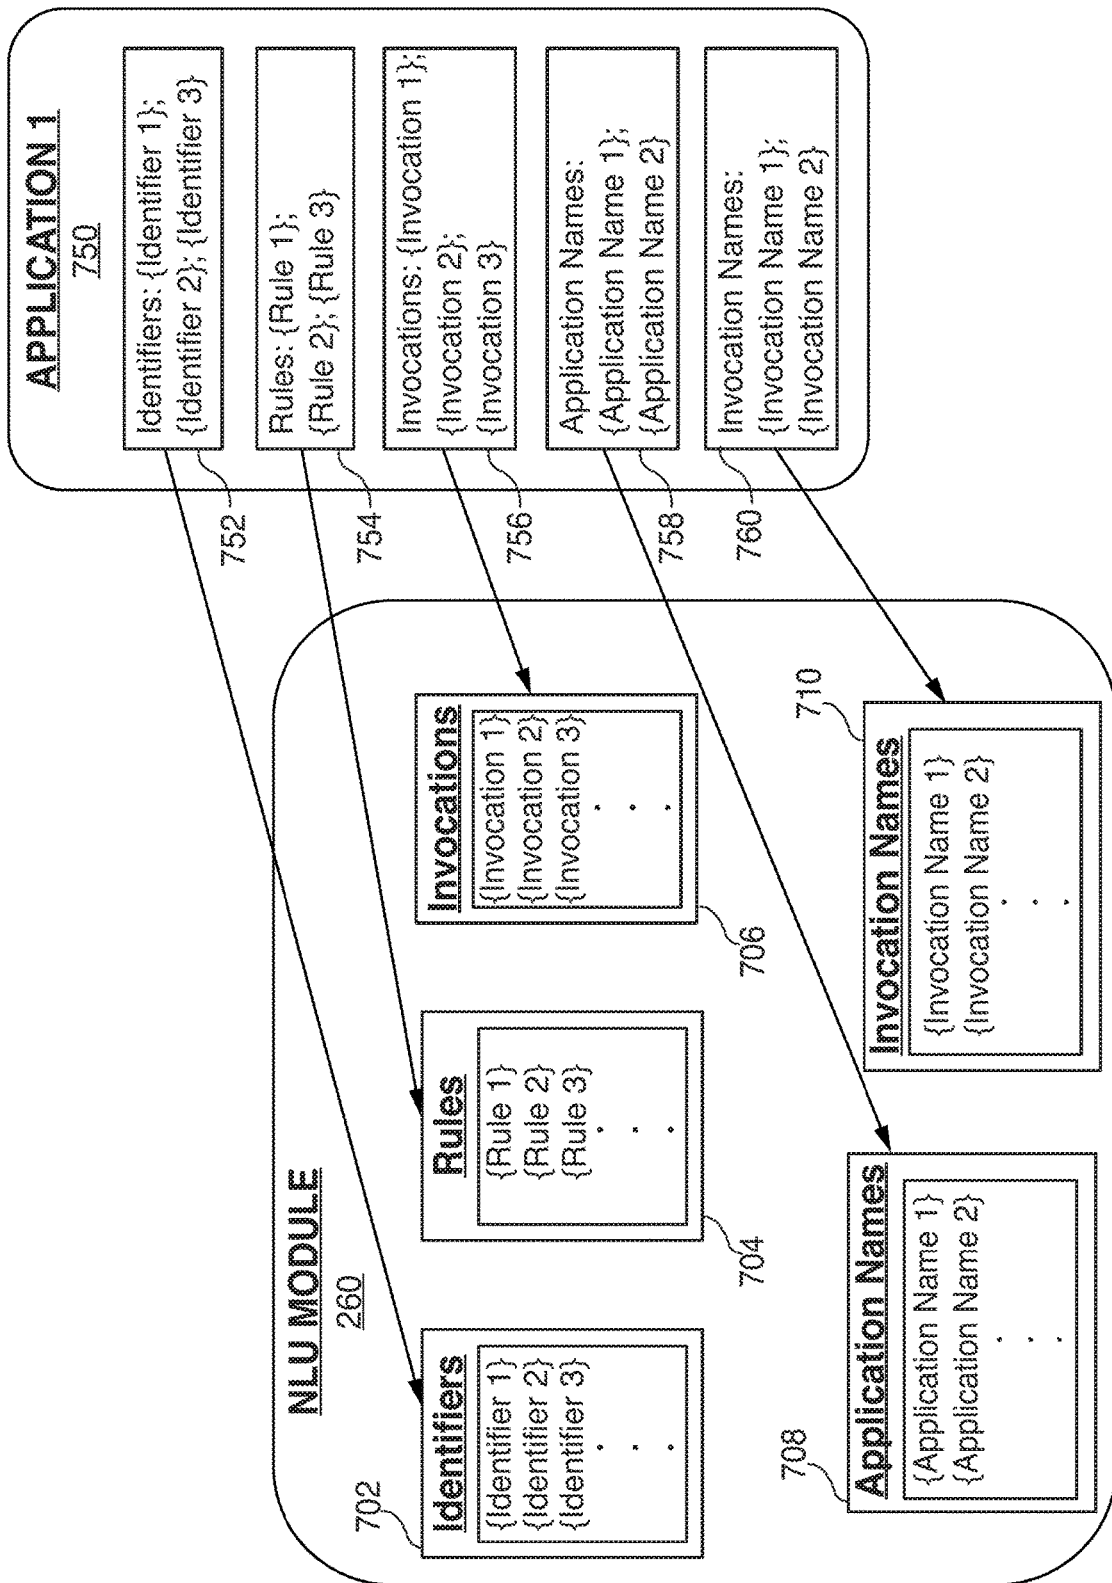 APPLICATION 1
750
Identifiers: {Identifier 1};
{Identifier 2}; {Identifier 3}
752
Rules: {Rule 1};
{Rule 2}; {Rule 3}
754
Invocations: {Invocation 1};
{Invocation 2};
{Invocation 3}
756
Application Names:
{Application Name 1};
{Application Name 2}
758
Invocation Names:
{Invocation Name 1};
{Invocation Name 2}
760
NLU MODULE
260
702
Identifiers
{Identifier 1}
{Identifier 2}
{Identifier 3}
.
.
.
Rules
{Rule 1}
{Rule 2}
{Rule 3}
.
.
.
704
Invocations
{Invocation 1}
{Invocation 2}
{Invocation 3}
.
.
.
706
708
Application Names
{Application Name 1}
{Application Name 2}
.
.
.
710
Invocation Names
{Invocation Name 1}
{Invocation Name 2}
.
.
.